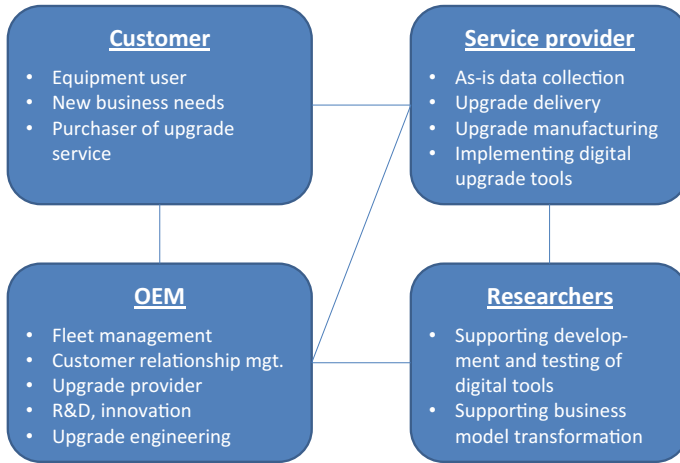 Customer
• Equipment user
• New business needs
• Purchaser of upgrade
service
Service provider
• As-is data collection
• Upgrade delivery
• Upgrade manufacturing
• Implementing digital
upgrade tools
OEM
• Fleet management
• Customer relationship mgt.
• Upgrade provider
• R&D, innovation
• Upgrade engineering
Researchers
• Supporting develop-
ment and testing of
digital tools
• Supporting business
model transformation